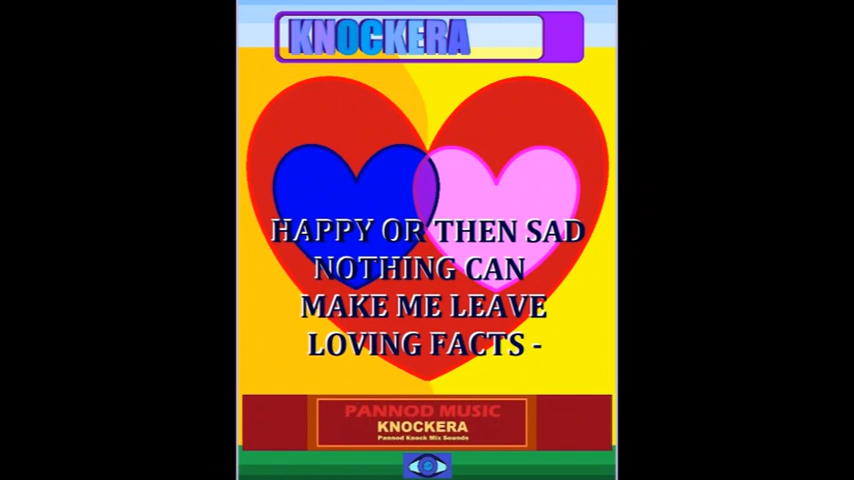 KNOCKERA
HAPPY OR THEN SAD
NOTHING CAN
MAKE ME LEAVE
LOVING FACTS -
PANNOD MUSIC
KNOCKERA
Pannod Knock Mix Sounds